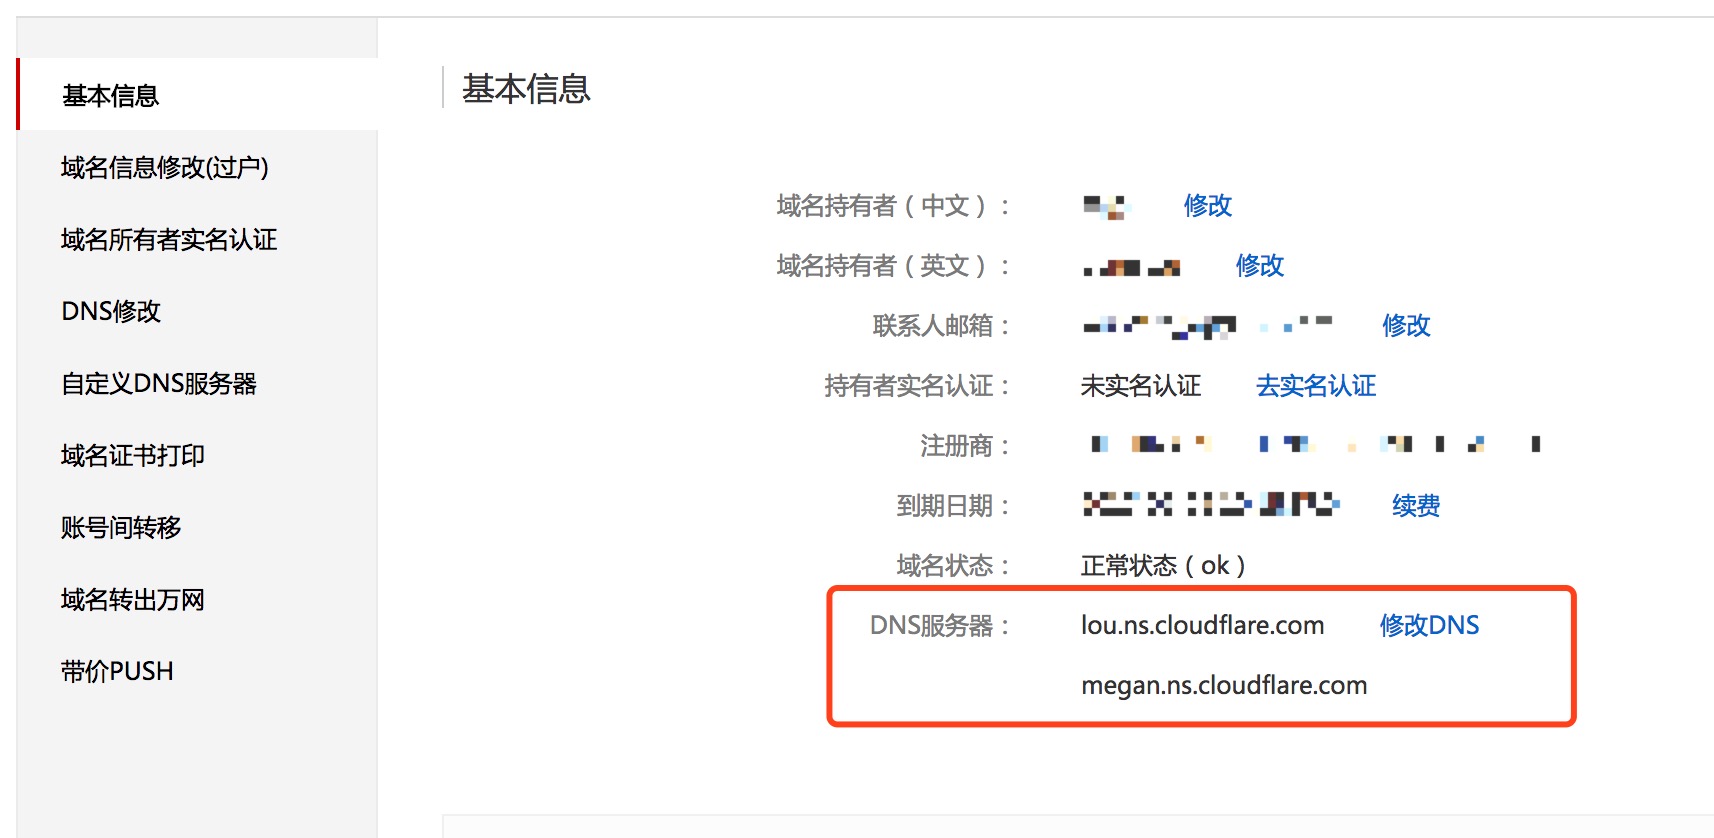 基本信息
域名信息修改(过户)
域名所有者实名认证
DNS修改
自定义DNS服务器
域名证书打印
账号间转移
域名转出万网
带价PUSH
基本信息
域名持有者（中文）： 修改
域名持有者（英文）： 修改
联系人邮箱： 修改
持有者实名认证： 未实名认证 去实名认证
注册商：
到期日期： 续费
域名状态： 正常状态（ok）
DNS服务器： lou.ns.cloudflare.com 修改DNS
megan.ns.cloudflare.com